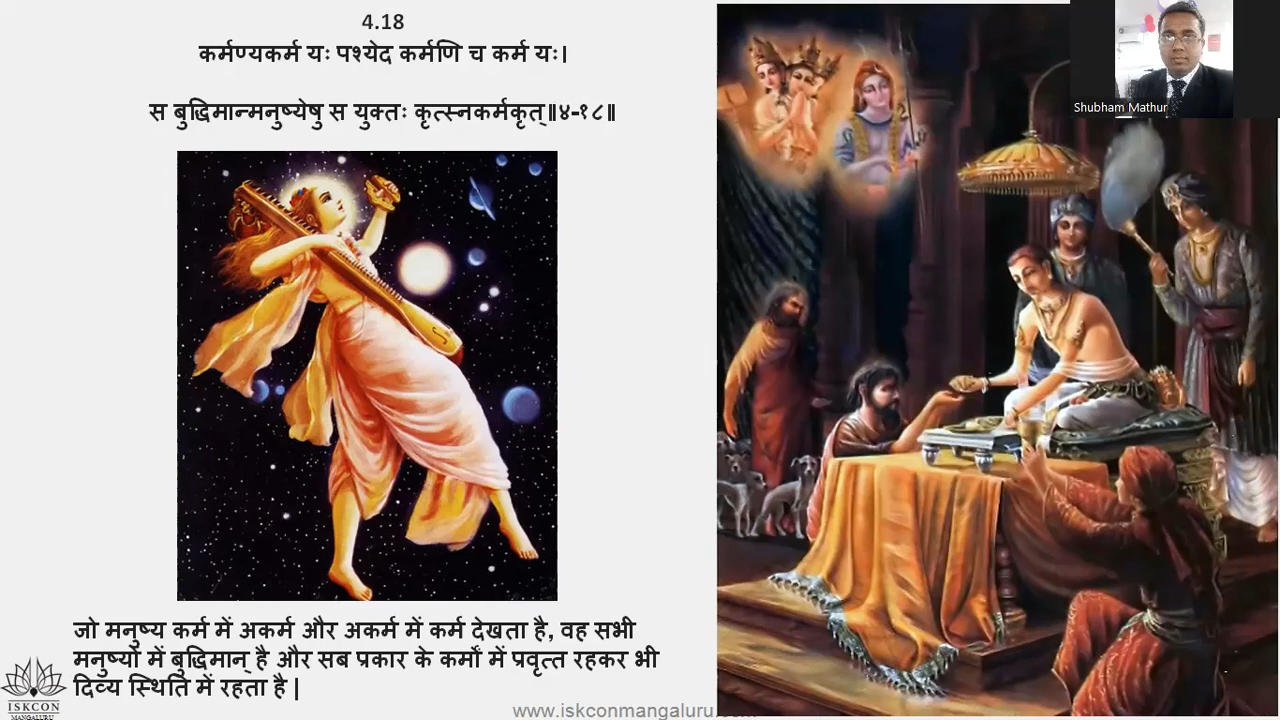 4.18
कर्मण्यकर्म यः पश्येद कर्मणि च कर्म यः।
स बुद्धिमान्मनुष्येषु स युक्तः कृत्स्नकर्मकृत्॥४-१८॥
जो मनुष्य कर्म में अकर्म और अकर्म में कर्म देखता है, वह सभी
मनुष्यों में बुद्धिमान् है और सब प्रकार के कर्मों में प्रवृत्त रहकर भी
दिव्य स्थिति में रहता है |
ISKCON
MANGALURU
www.iskconmangaluru.
Shubham Mathur